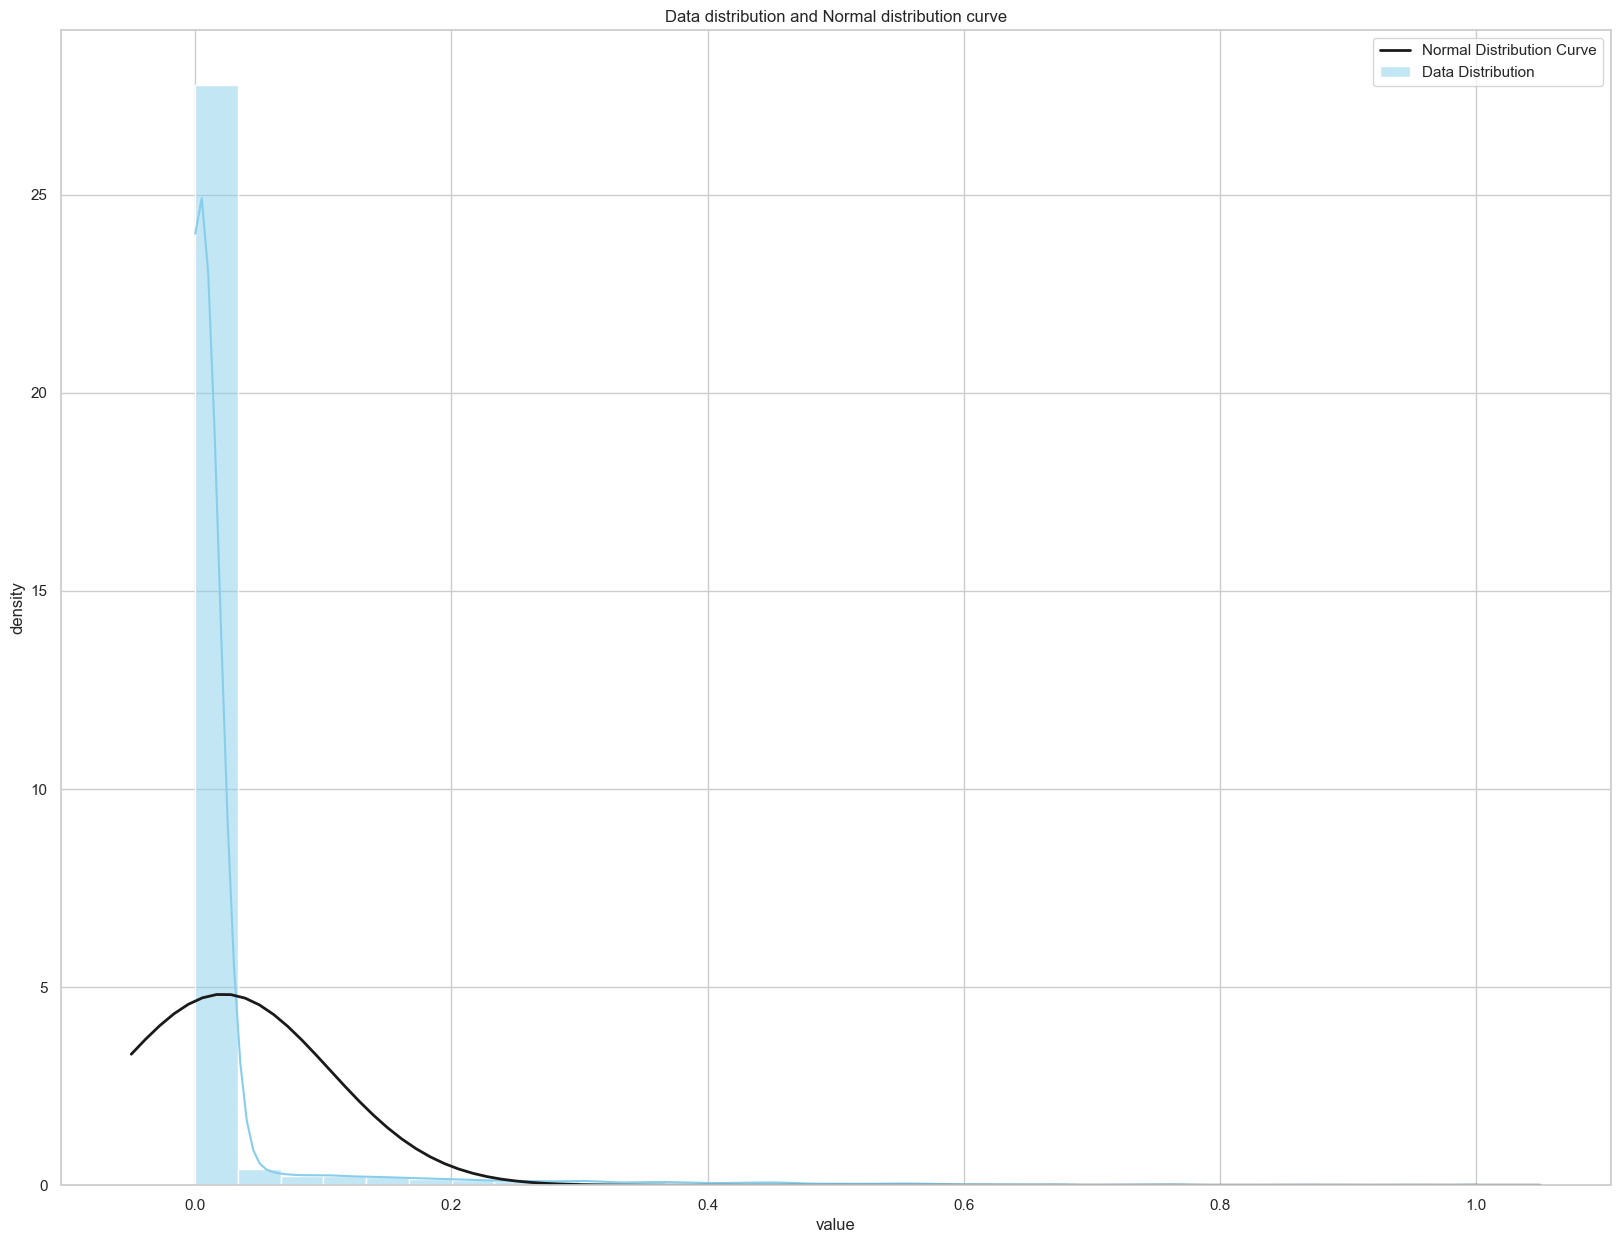 Data distribution and Normal distribution curve
Normal Distribution Curve
Data Distribution
density
25
20
15
10
5
0
0.0 0.2 0.4 0.6 0.8 1.0
value